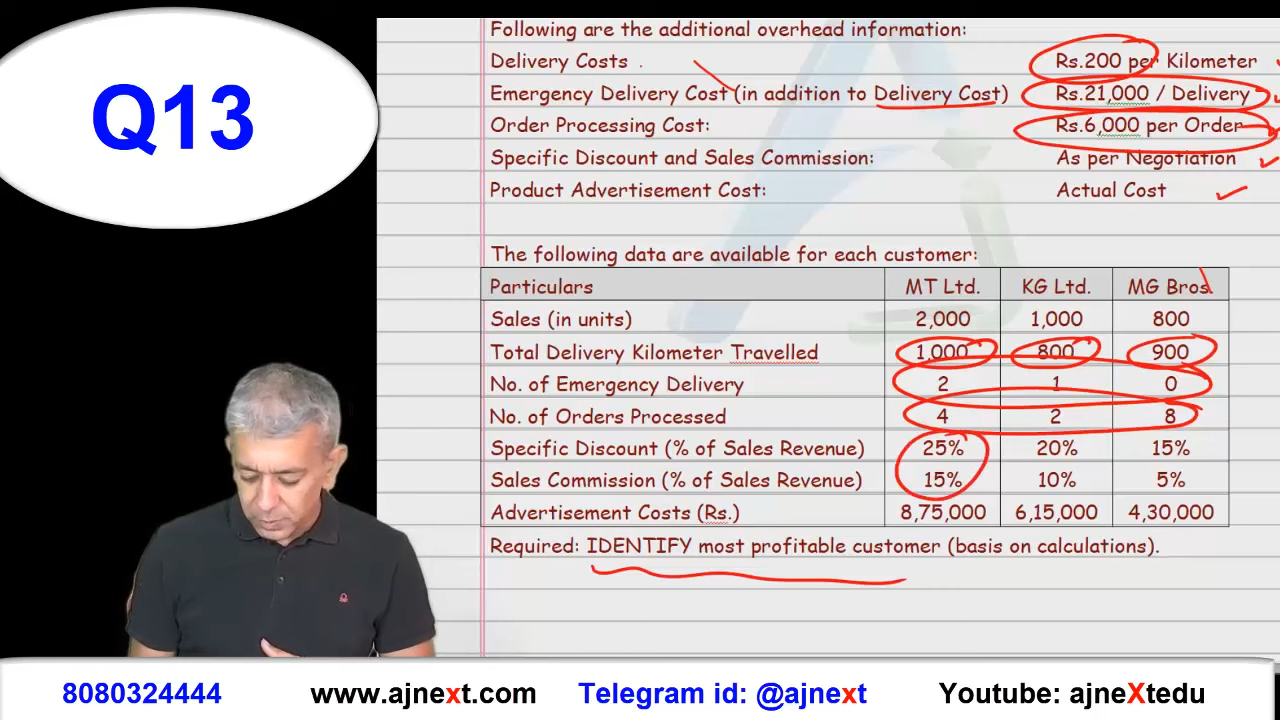 Q13
Following are the additional overhead information:
Delivery Costs Rs.200 per Kilometer
Emergency Delivery Cost (in addition to Delivery Cost) Rs.21,000 / Delivery
Order Processing Cost: Rs.6,000 per Order
Specific Discount and Sales Commission: As per Negotiation
Product Advertisement Cost: Actual Cost
The following data are available for each customer:
Particulars MT Ltd. KG Ltd. MG Bros.
Sales (in units) 2,000 1,000 800
Total Delivery Kilometer Travelled 1,000 800 900
No. of Emergency Delivery 2 1 0
No. of Orders Processed 4 2 8
Specific Discount (% of Sales Revenue) 25% 20% 15%
Sales Commission (% of Sales Revenue) 15% 10% 5%
Advertisement Costs (Rs.) 8,75,000 6,15,000 4,30,000
Required: IDENTIFY most profitable customer (basis on calculations).
8080324444 www.ajnext.com Telegram id: @ajnext Youtube: ajneXtedu